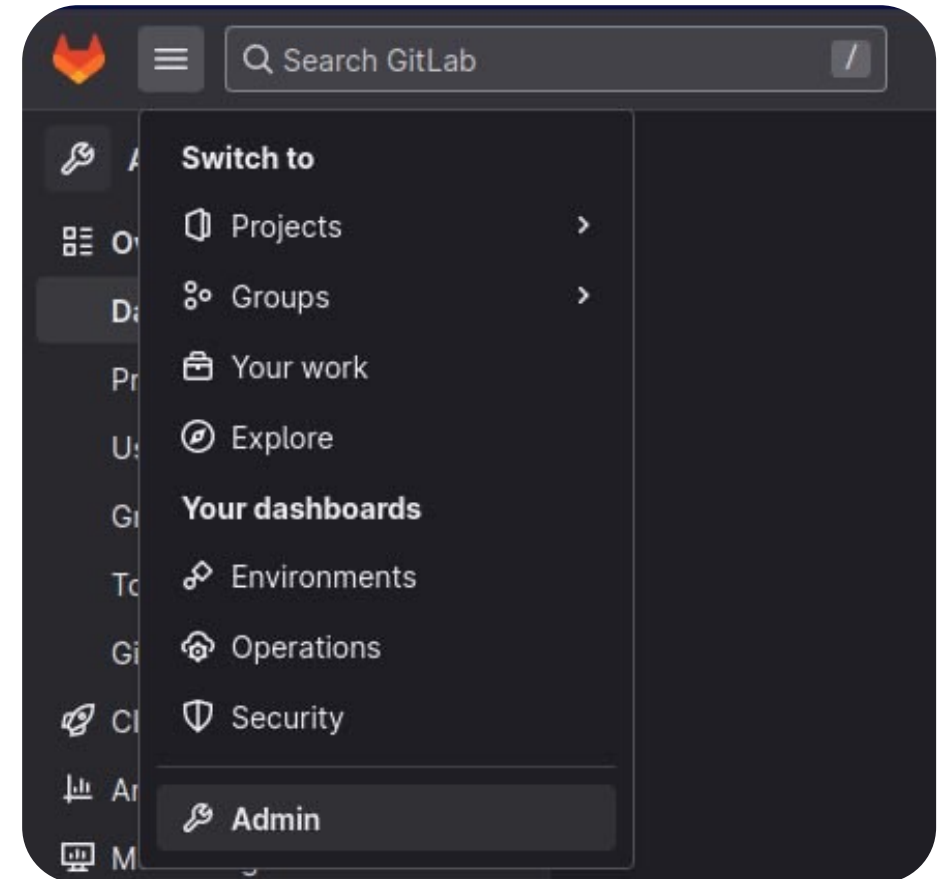 Search GitLab /
Switch to
Projects
Groups
Your work
Explore
Your dashboards
Environments
Operations
Security
Admin